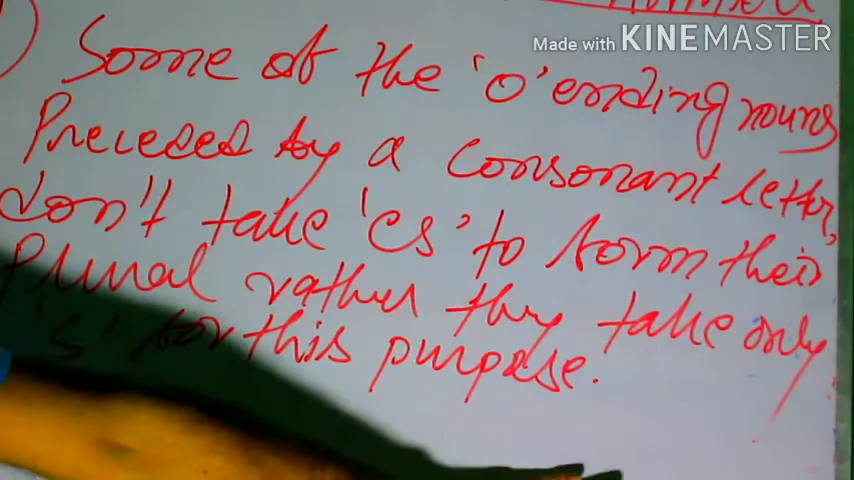 Made with KINEMASTER
Some of the 'o' ending nouns
Preceded by a consonant letter,
don't take 'es' to form their
Plural rather they take only
's' for this purpose.